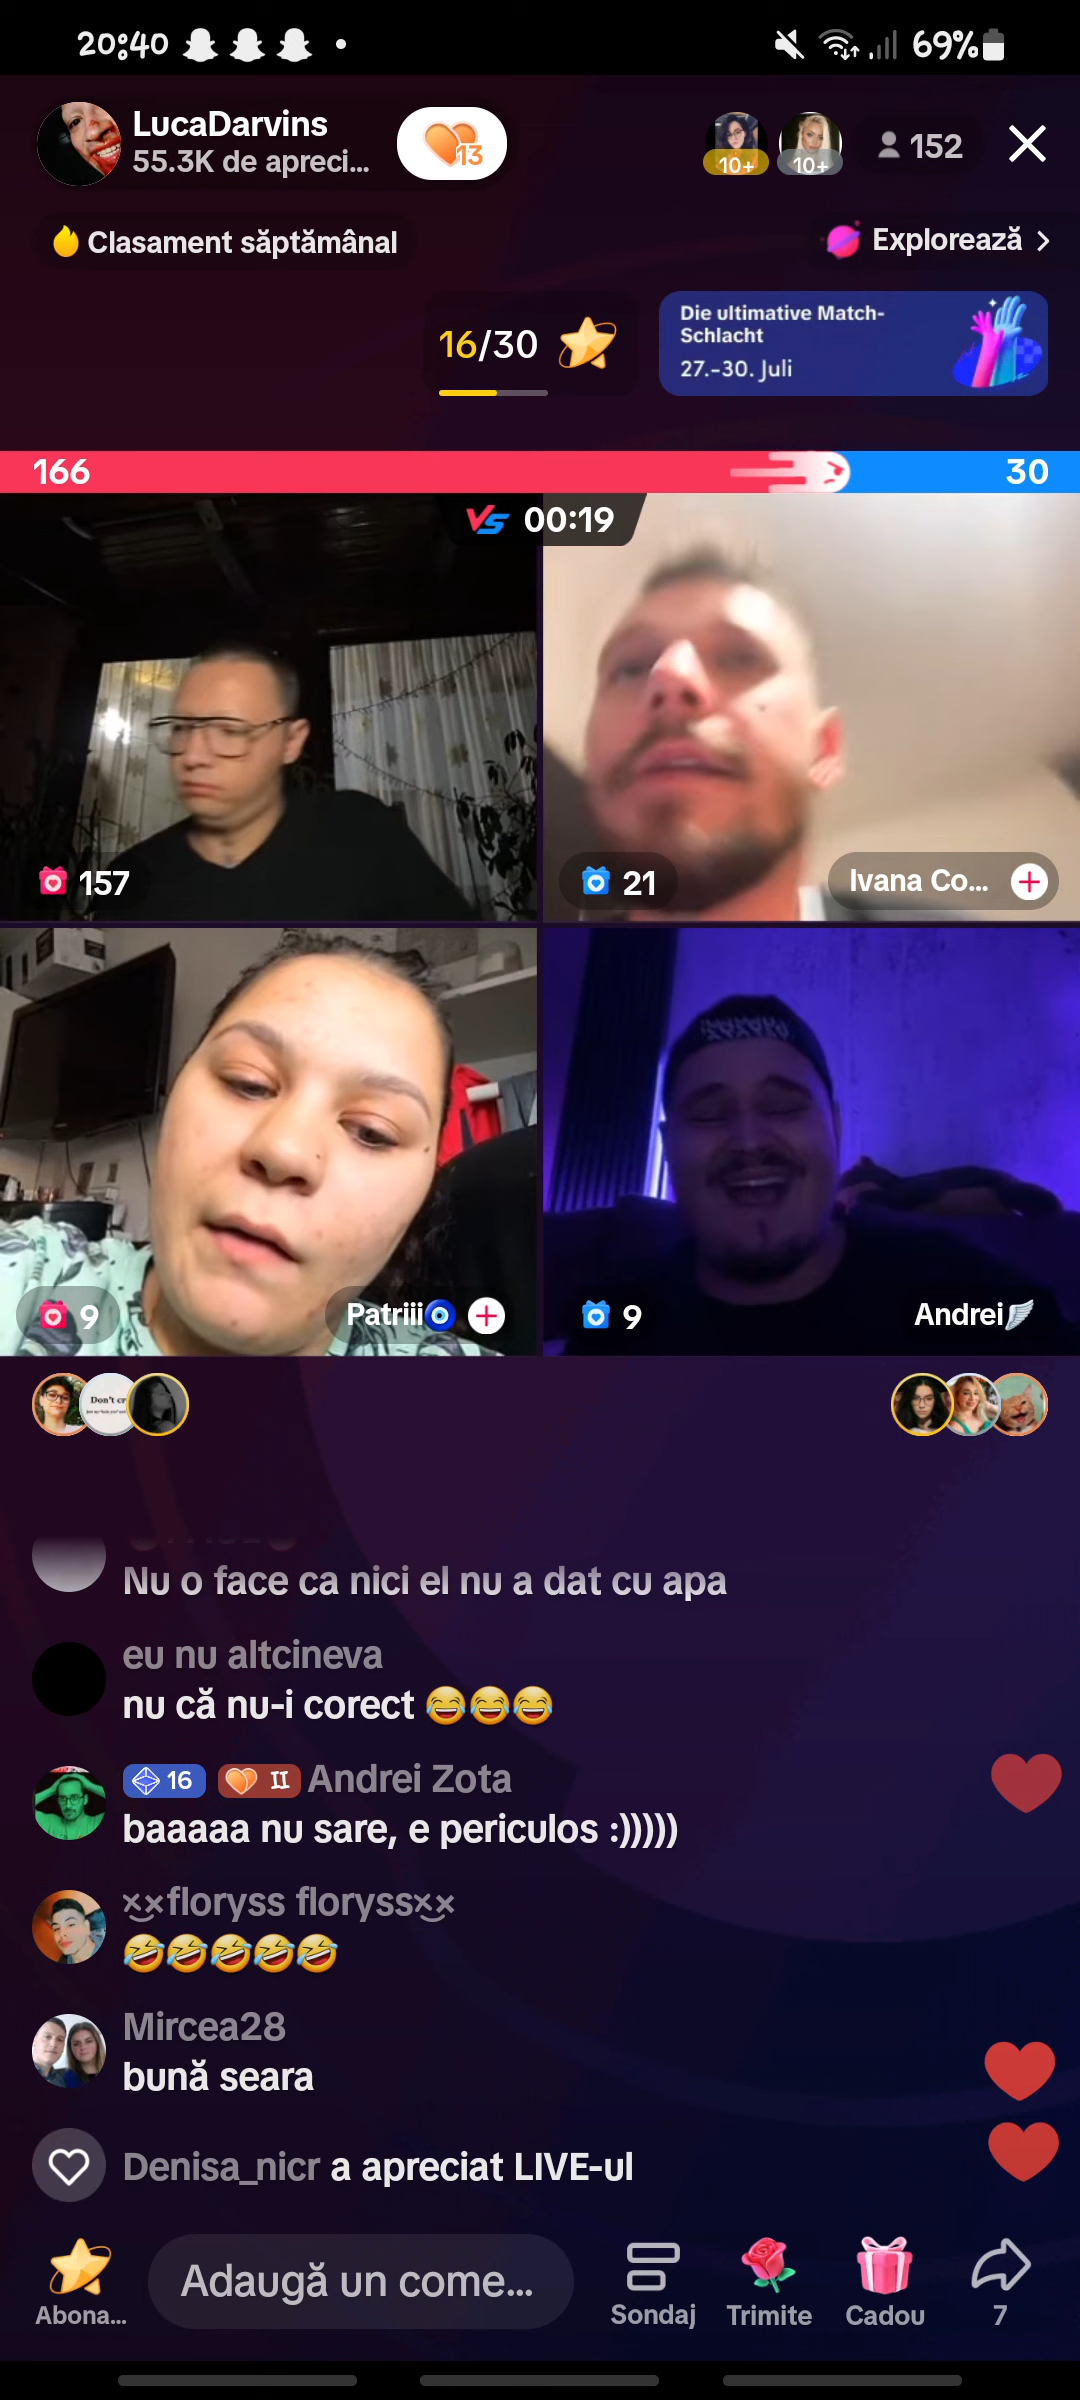 20:40
69%
LucaDarvins
55.3K de apreci...
13
10+
10+
152
Clasament săptămânal
Explorează
16/30
Die ultimative Match-
Schlacht
27.-30. Juli
166
30
VS 00:19
157
21
Ivana Co...
9
Patriii🧿
9
Andrei🪽
Don't cr
Nu o face ca nici el nu a dat cu apa
eu nu altcineva
nu că nu-i corect 😂😂😂
16 II Andrei Zota
baaaaa nu sare, e periculos :)))))
×͜×floryss floryss×͜×
🤣🤣🤣🤣🤣
Mircea28
bună seara
Denisa_nicr a apreciat LIVE-ul
Abona...
Adaugă un come...
Sondaj
Trimite
Cadou
7